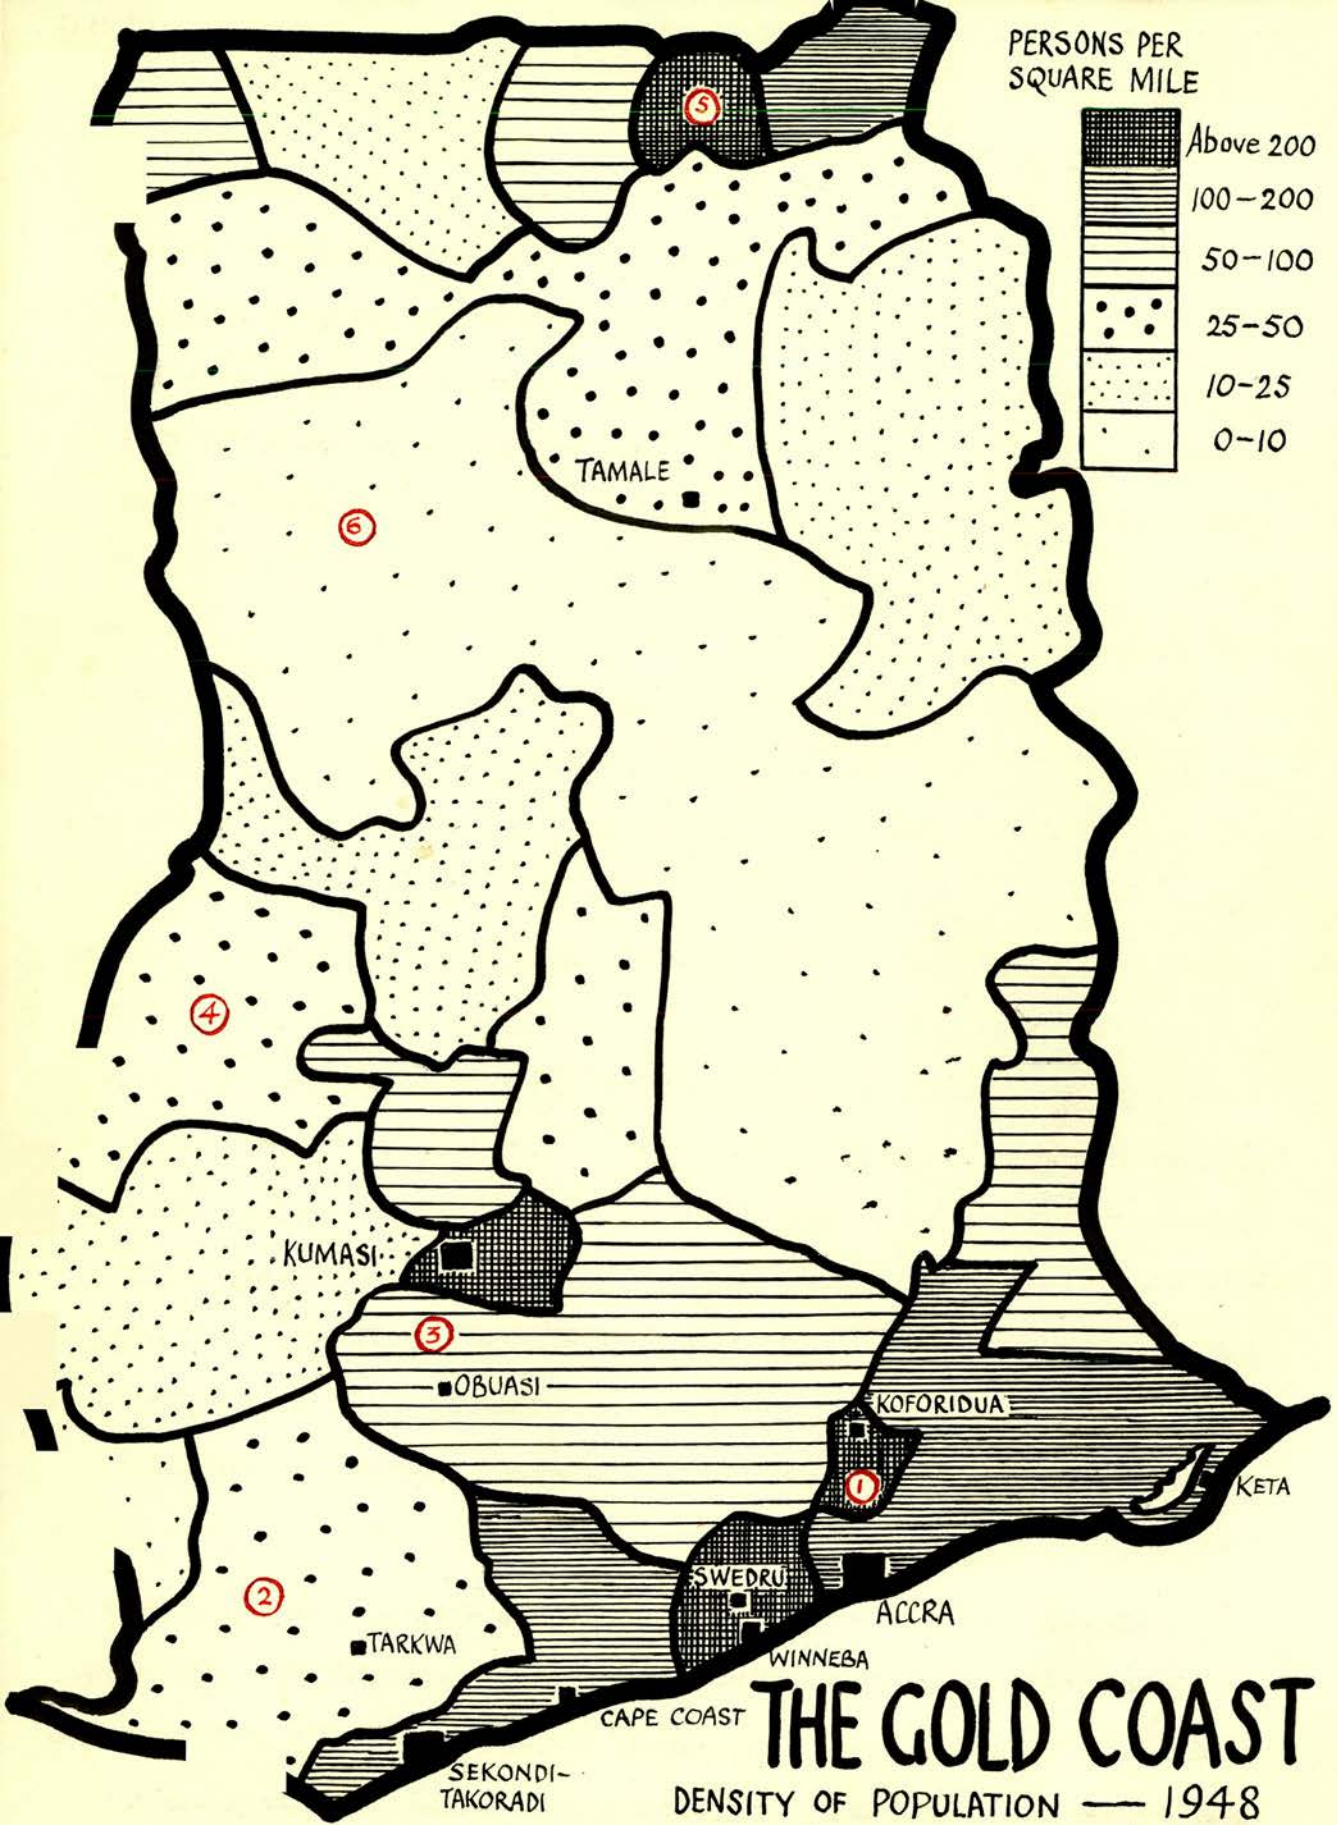 PERSONS PER
SQUARE MILE
Above 200
100-200
50-100
25-50
10-25
0-10
5
TAMALE
6
4
KUMASI
3
OBUASI
KOFORIDUA
1
KETA
SWEDRU
2
ACCRA
TARKWA
WINNEBA
CAPE COAST
THE GOLD COAST
SEKONDI-
TAKORADI
DENSITY OF POPULATION — 1948